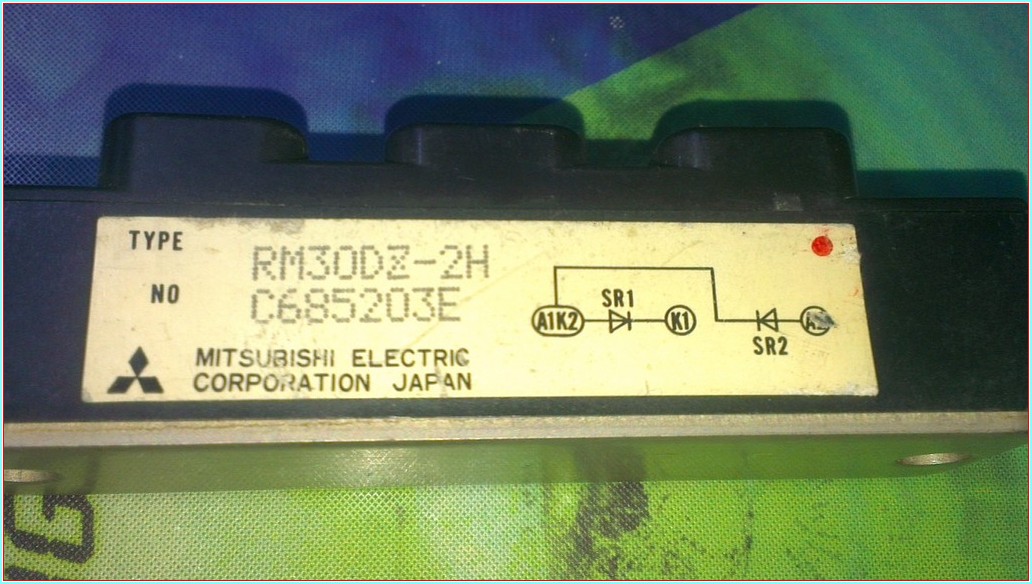 TYPE RM30DZ-2H
NO C685203E
MITSUBISHI ELECTRIC
CORPORATION JAPAN
SR1
A1K2 K1
SR2